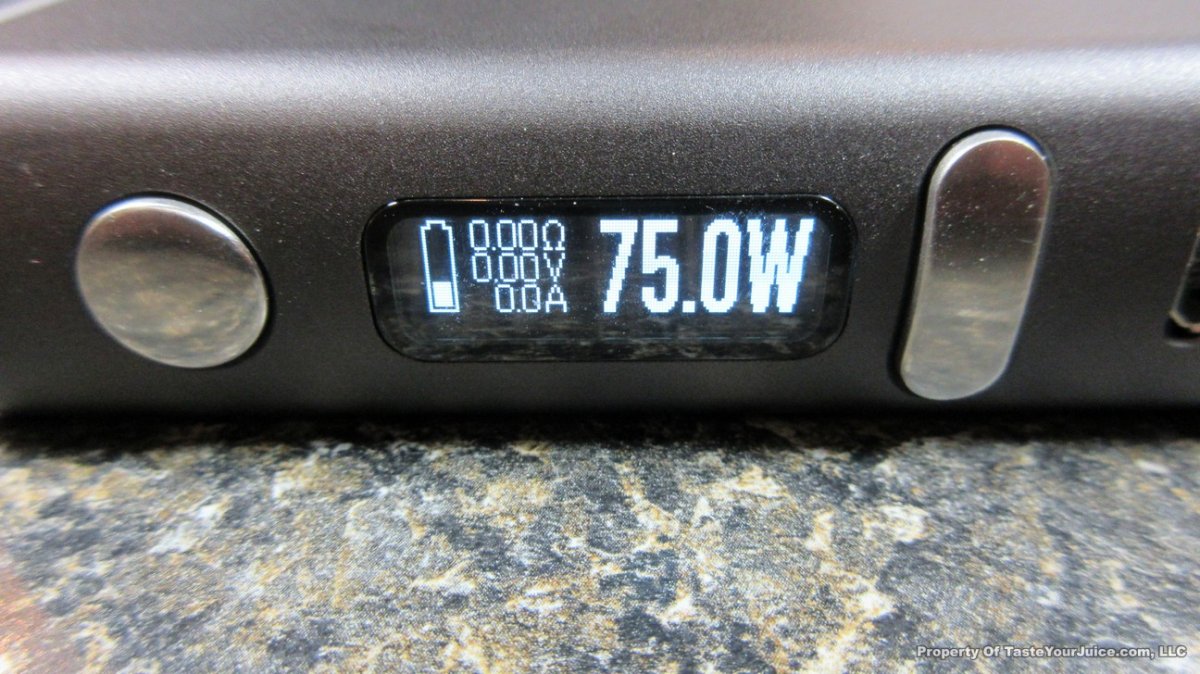 0.00Ω
0.00V
0.0A
75.0W
Property Of TasteYourJuice.com, LLC